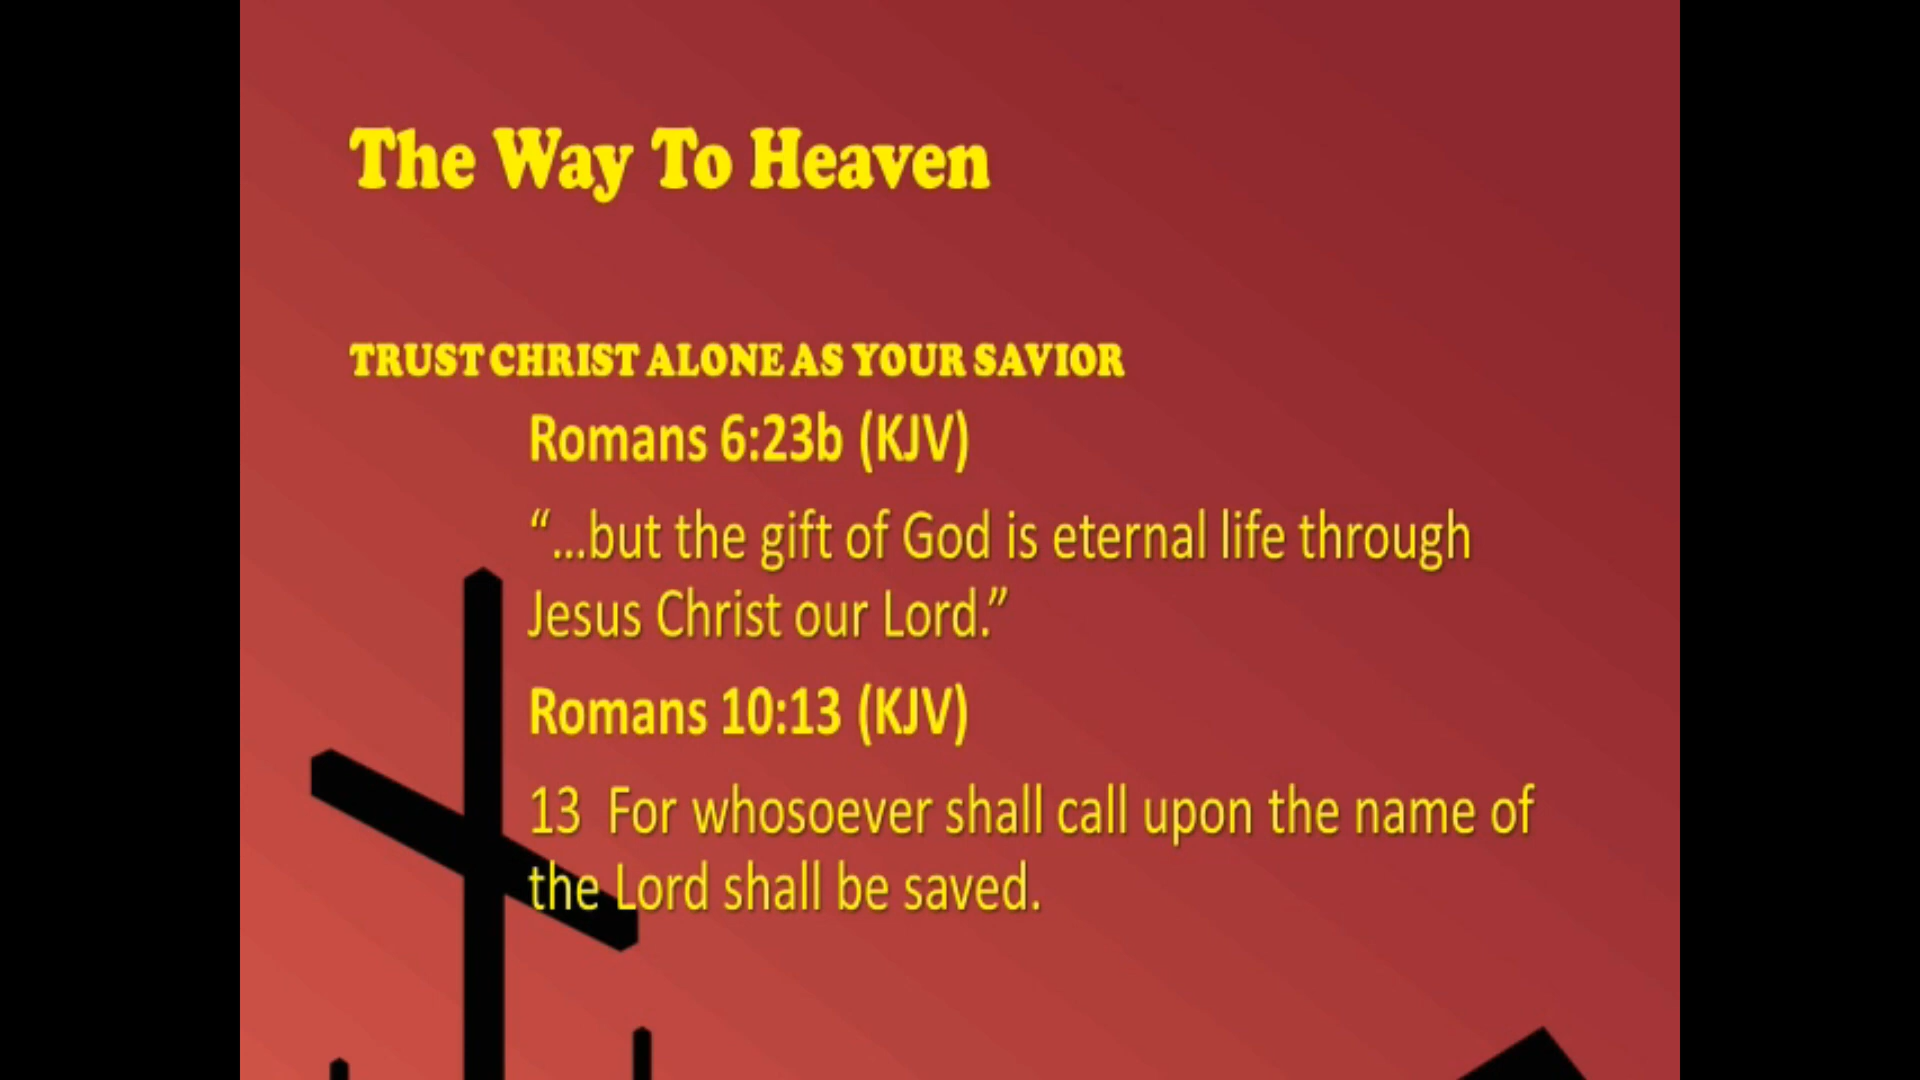 The Way To Heaven
TRUST CHRIST ALONE AS YOUR SAVIOR
Romans 6:23b (KJV)
“...but the gift of God is eternal life through
Jesus Christ our Lord.”
Romans 10:13 (KJV)
13  For whosoever shall call upon the name of
the Lord shall be saved.